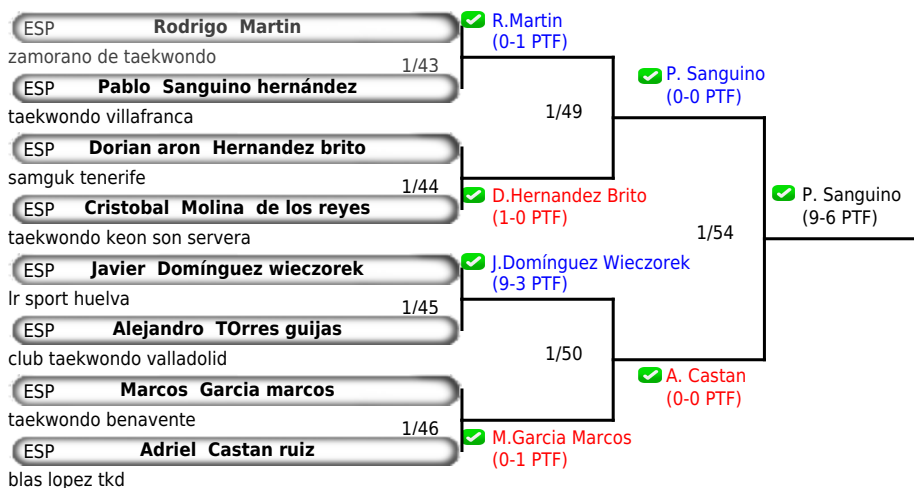 ESP Rodrigo Martin
zamorano de taekwondo
1/43
ESP Pablo Sanguino hernández
taekwondo villafranca
ESP Dorian aron Hernandez brito
samguk tenerife
1/44
ESP Cristobal Molina de los reyes
taekwondo keon son servera
ESP Javier Domínguez wieczorek
lr sport huelva
1/45
ESP Alejandro TOrres guijas
club taekwondo valladolid
ESP Marcos Garcia marcos
taekwondo benavente
1/46
ESP Adriel Castan ruiz
blas lopez tkd
R.Martin
(0-1 PTF)
1/49
D.Hernandez Brito
(1-0 PTF)
J.Domínguez Wieczorek
(9-3 PTF)
1/50
M.Garcia Marcos
(0-1 PTF)
P. Sanguino
(0-0 PTF)
1/54
A. Castan
(0-0 PTF)
P. Sanguino
(9-6 PTF)